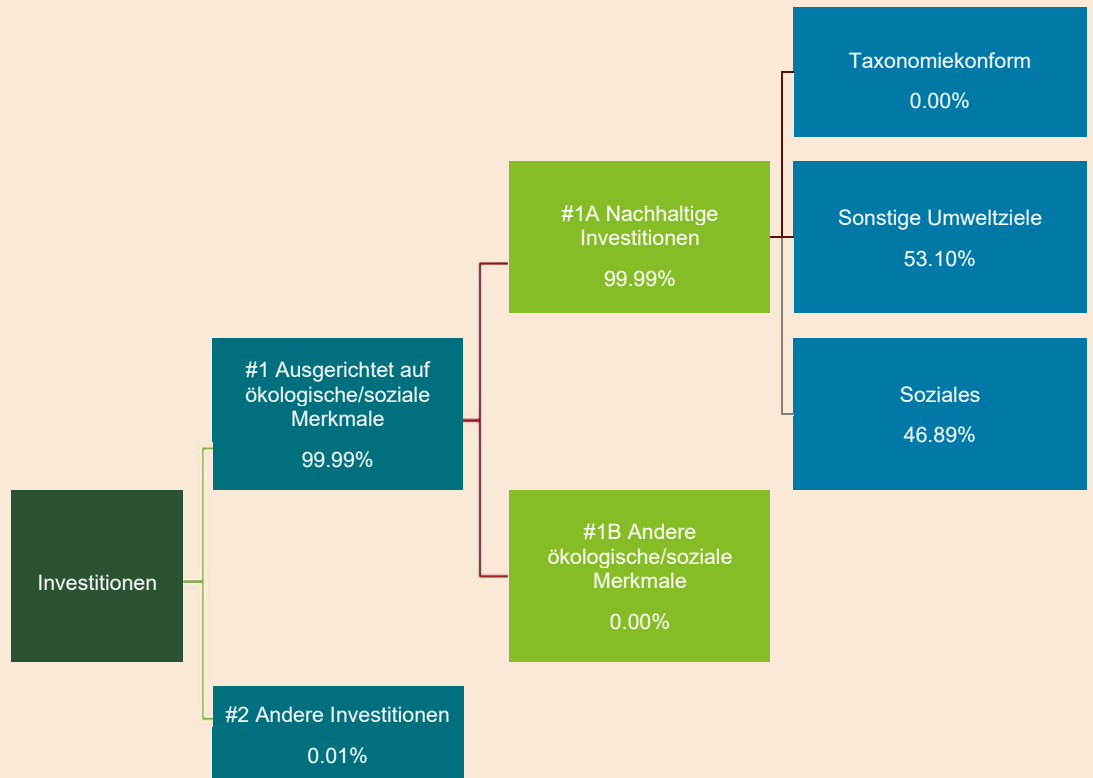 Taxonomiekonform
0.00%
#1A Nachhaltige
Investitionen
99.99%
Sonstige Umweltziele
53.10%
#1 Ausgerichtet auf
ökologische/soziale
Merkmale
99.99%
Soziales
46.89%
Investitionen
#1B Andere
ökologische/soziale
Merkmale
0.00%
#2 Andere Investitionen
0.01%